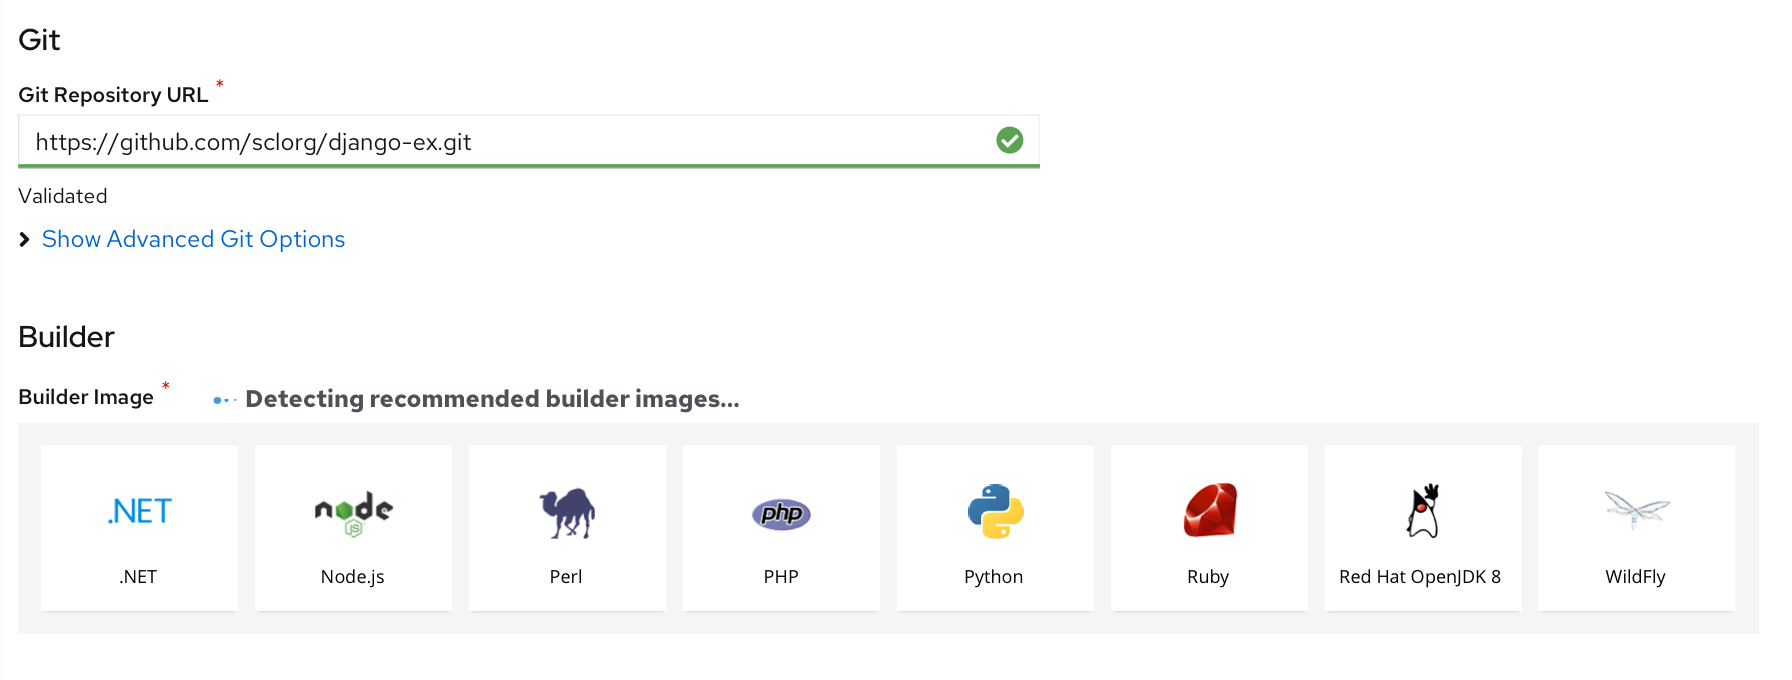 Git
Git Repository URL *
https://github.com/sclorg/django-ex.git
Validated
Show Advanced Git Options
Builder
Builder Image * Detecting recommended builder images...
.NET node JS php
.NET Node.js Perl PHP Python Ruby Red Hat OpenJDK 8 WildFly